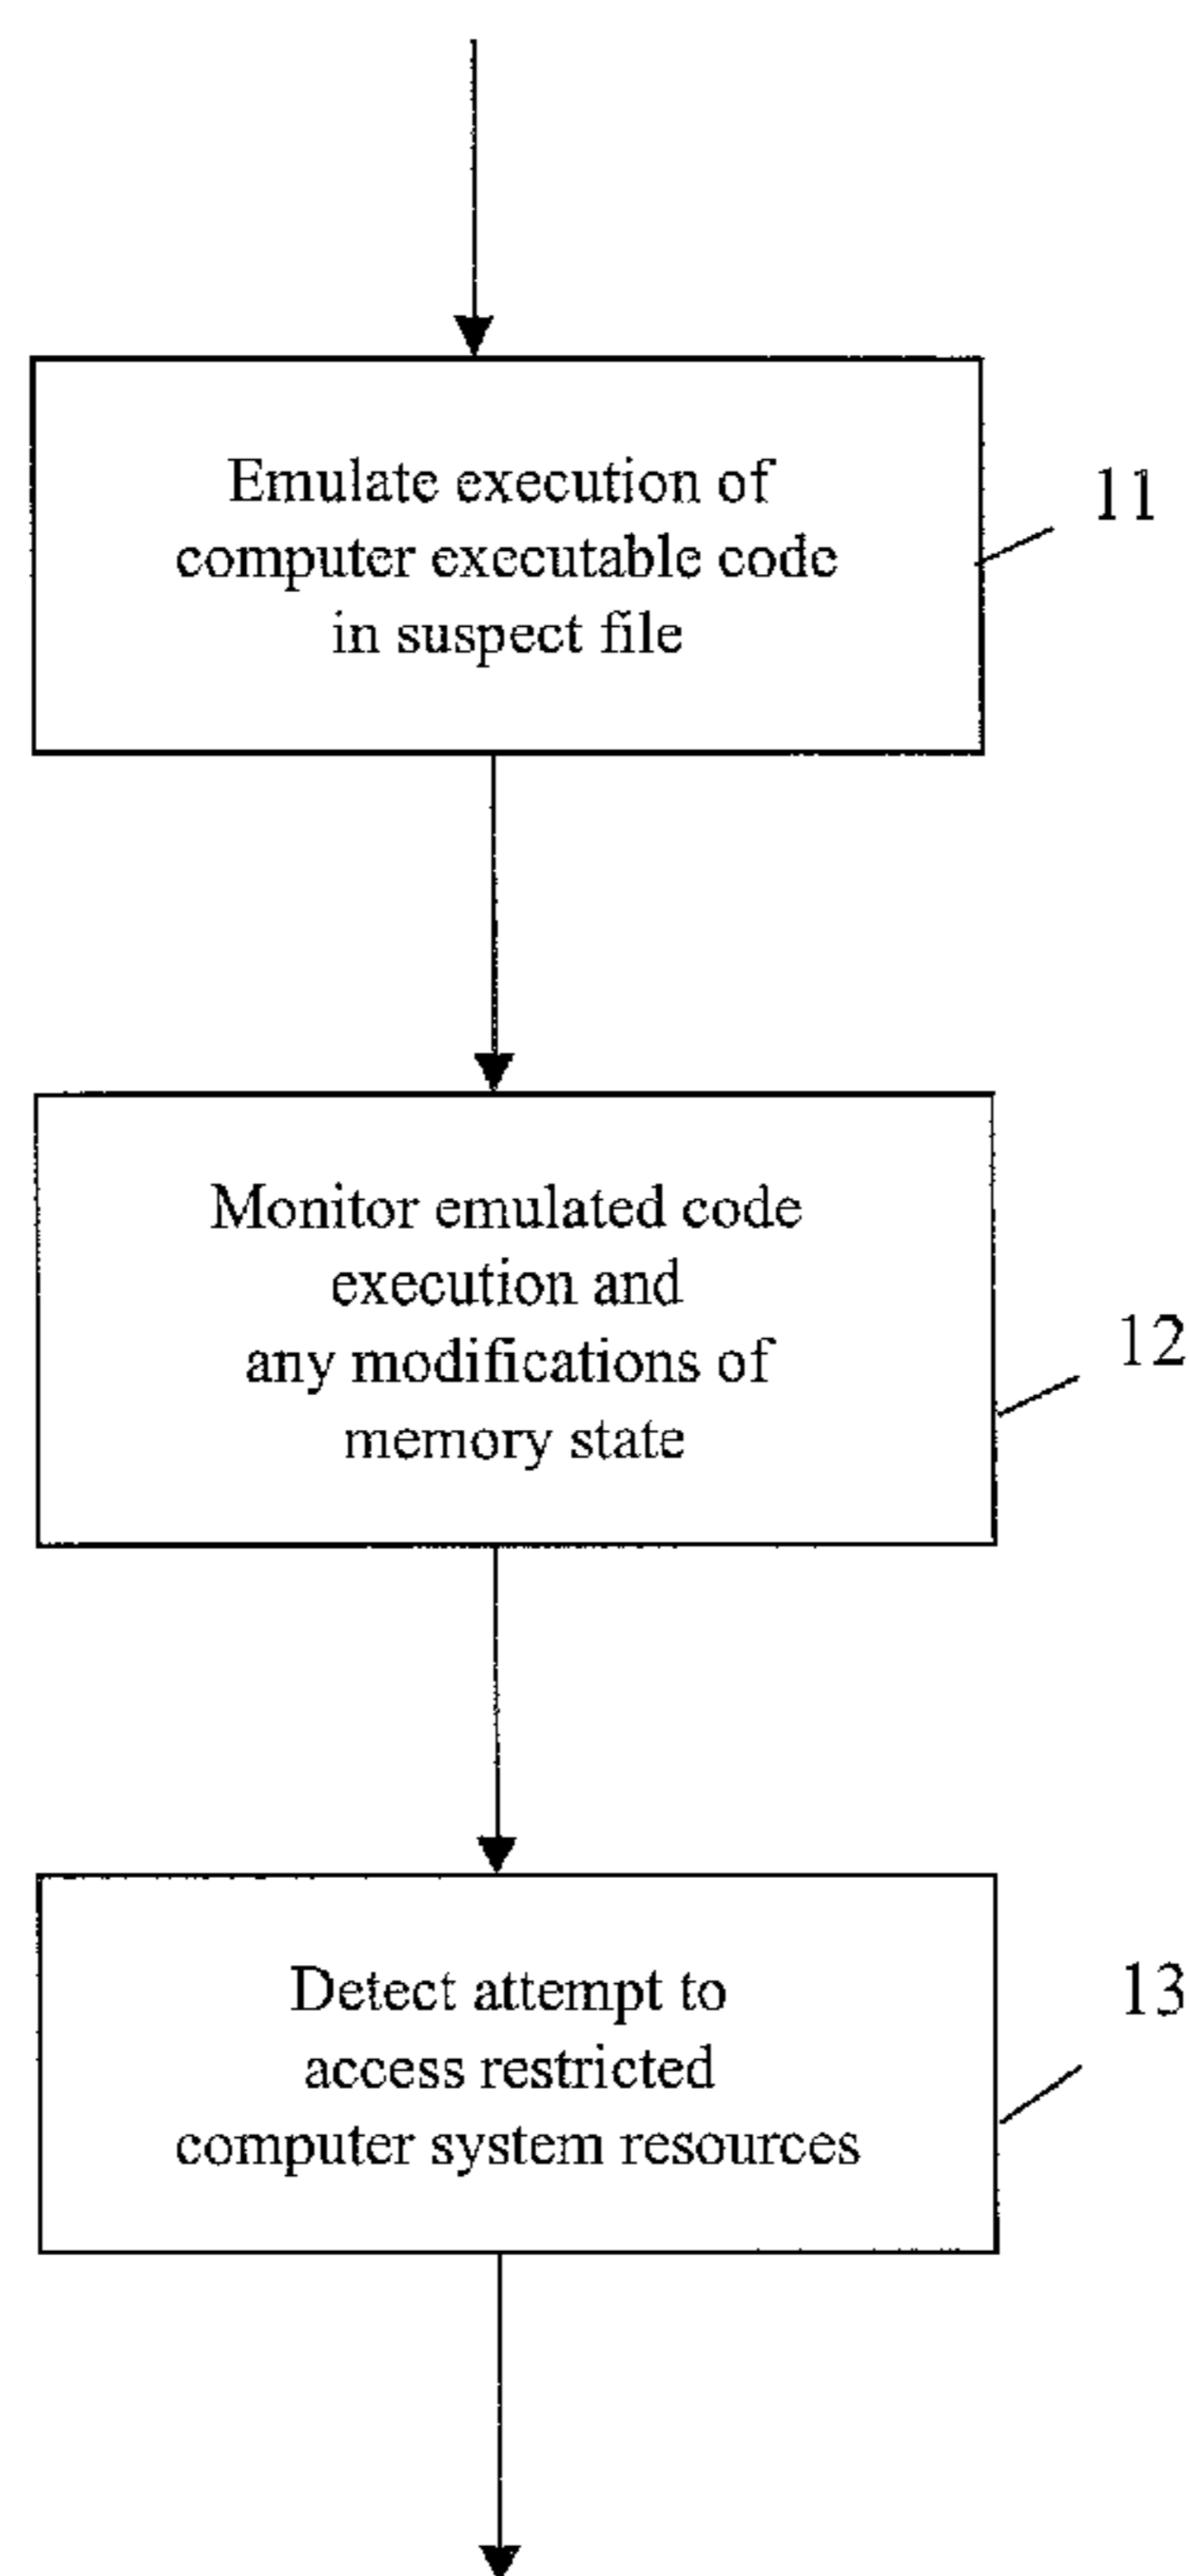 Emulate execution of
computer executable code
in suspect file
11
Monitor emulated code
execution and
any modifications of
memory state
12
Detect attempt to
access restricted
computer system resources
13